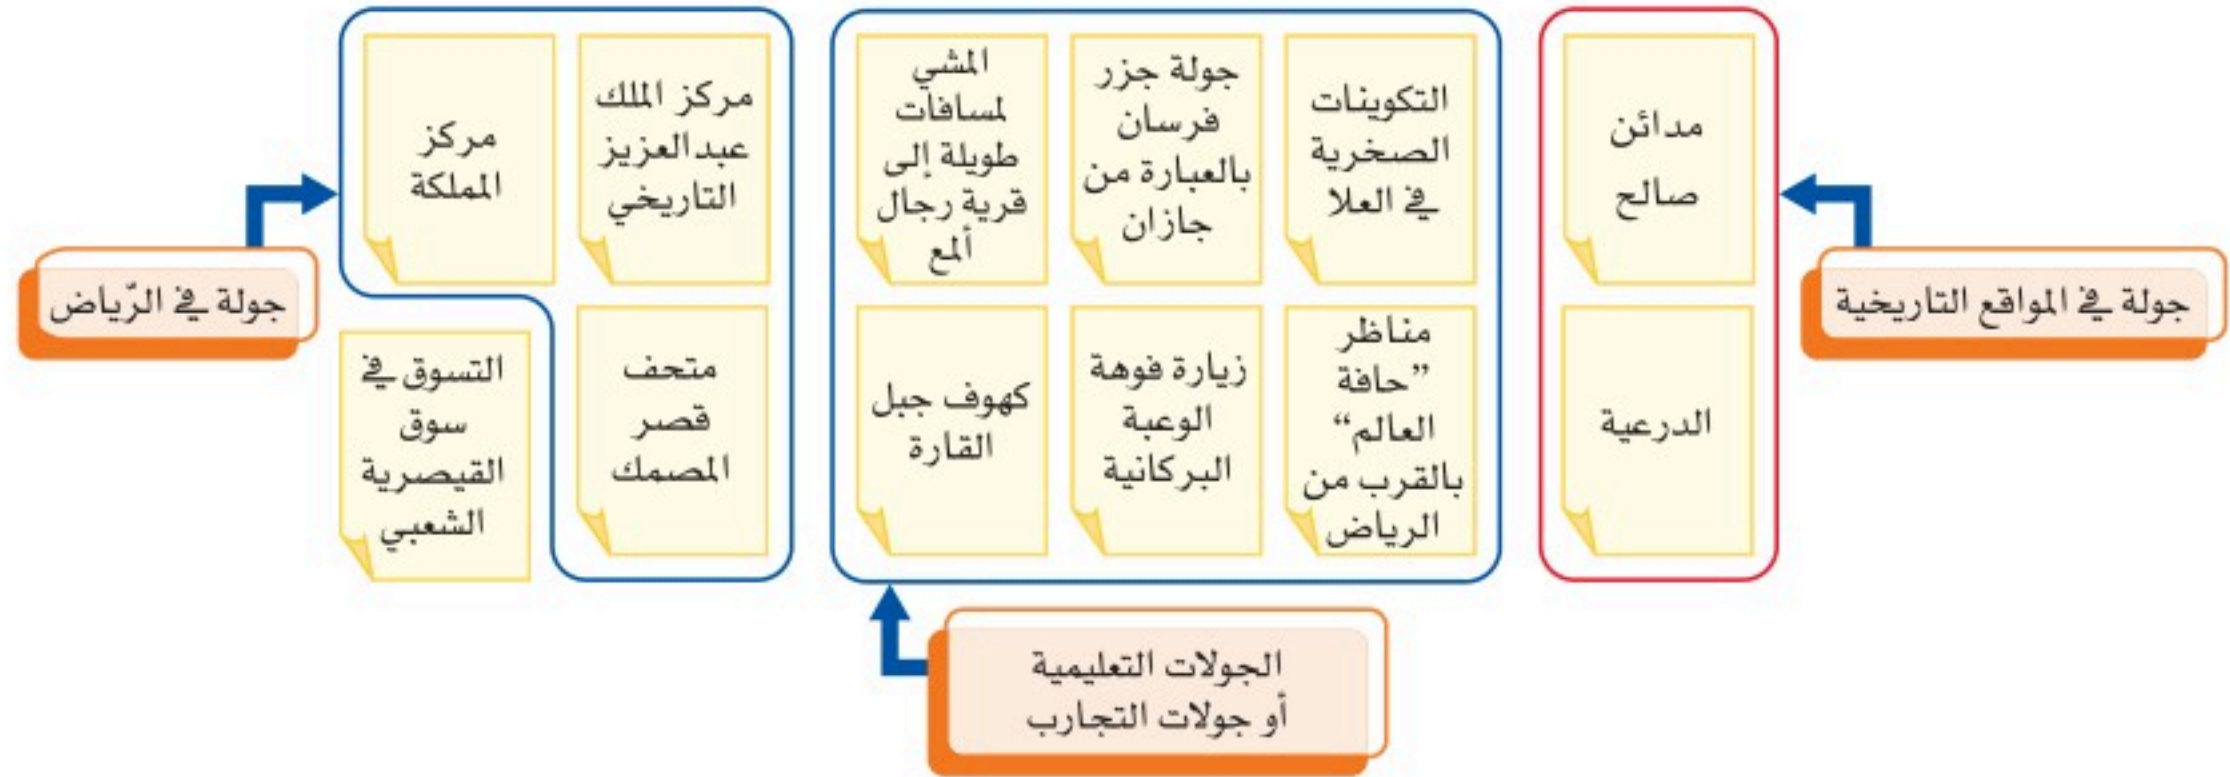 مدائن
صالح
الدرعية
جولة في المواقع التاريخية
التكوينات
الصخرية
في العلا
جولة جزر
فرسان
بالعبارة من
جازان
المشي
لمسافات
طويلة إلى
قرية رجال
ألمع
مناظر
”حافة
العالم“
بالقرب من
الرياض
زيارة فوهة
الوعبة
البركانية
كهوف جبل
القارة
الجولات التعليمية
أو جولات التجارب
مركز الملك
عبدالعزيز
التاريخي
مركز
المملكة
متحف
قصر
المصمك
التسوق في
سوق
القيصرية
الشعبي
جولة في الرّياض